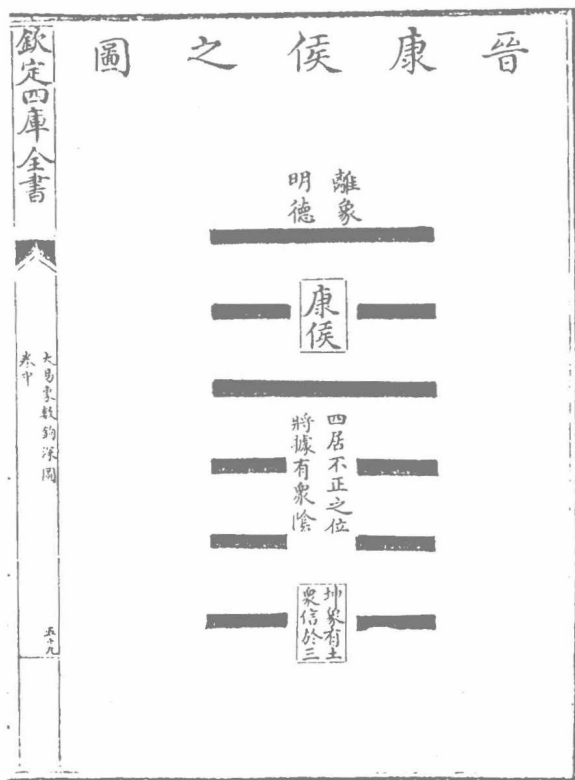 晉康侯之圖
離象
明德
康侯
四居不正之位
將據有衆陰
坤象有土
衆信於三
欽定四庫全書
大易象數鉤深圖
卷中
五十九